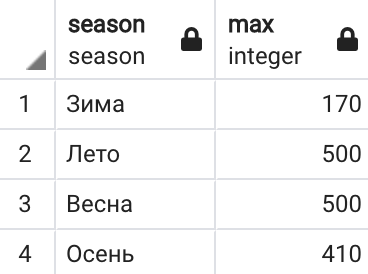 season max
season integer
1 Зима 170
2 Лето 500
3 Весна 500
4 Осень 410